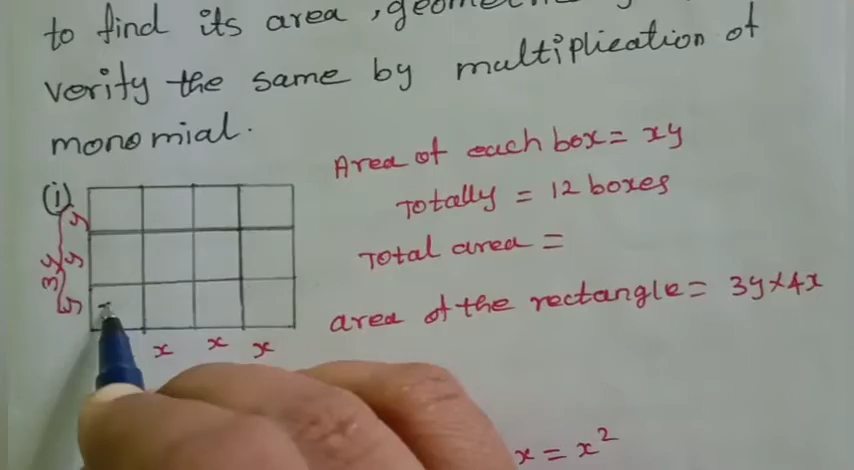 to find its area ,
verify the same by multiplication of
monomial.
Area of each box = xy
(i)
Totally = 12 boxes
y
y
y
3y
Total area =
area of the rectangle = 3y×4x
x x x
x = x²